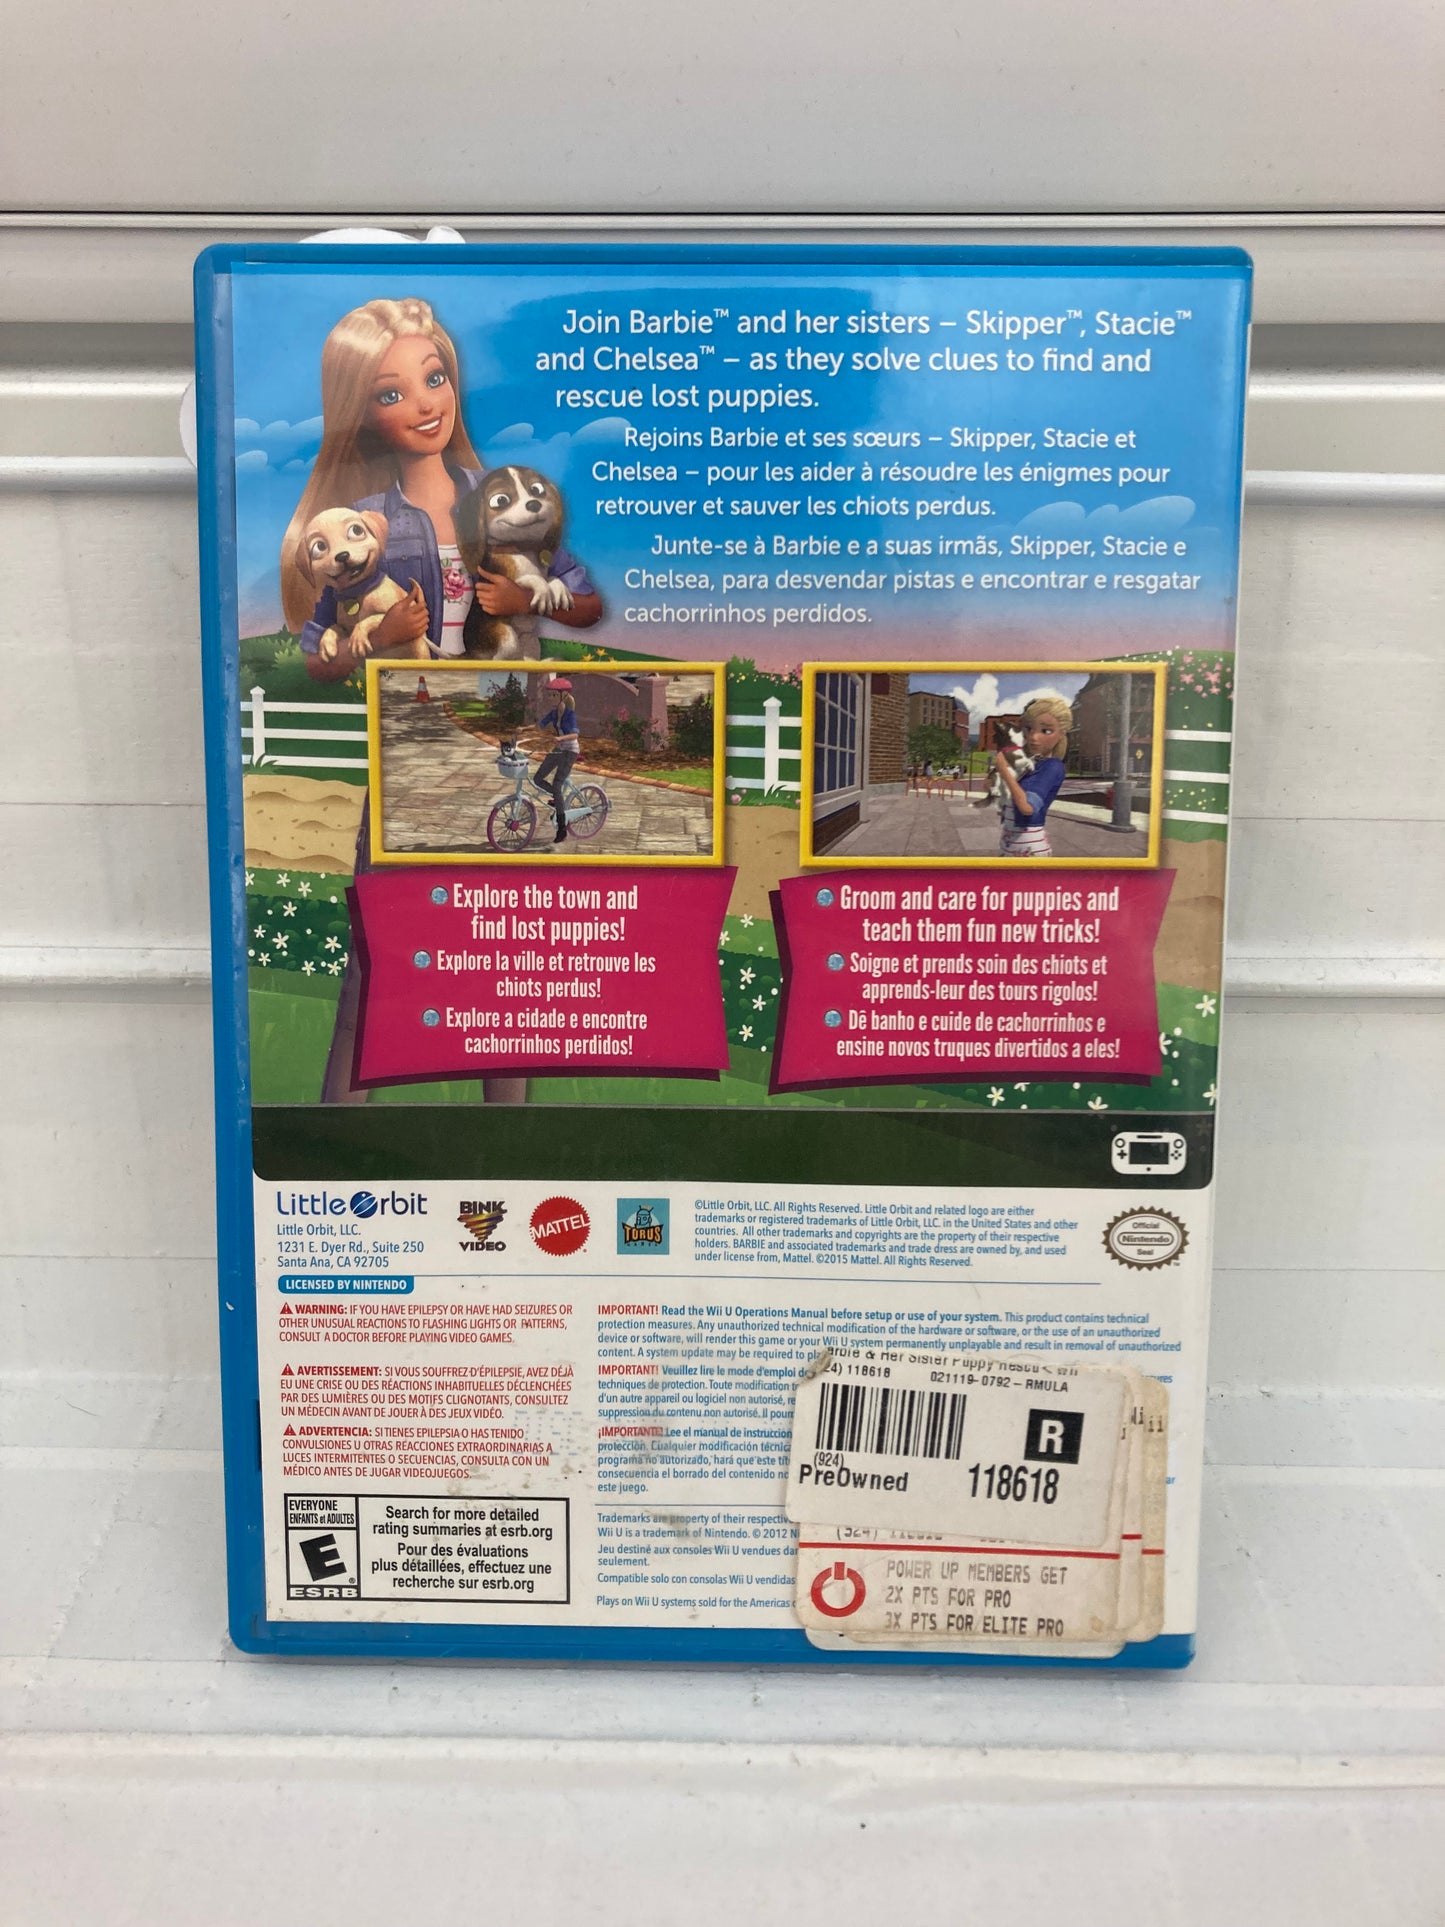 Join Barbie™ and her sisters – Skipper™, Stacie™
and Chelsea™ – as they solve clues to find and
rescue lost puppies.
Rejoins Barbie et ses sœurs – Skipper, Stacie et
Chelsea – pour les aider à résoudre les énigmes pour
retrouver et sauver les chiots perdus.
Junte-se à Barbie e a suas irmãs, Skipper, Stacie e
Chelsea, para desvendar pistas e encontrar e resgatar
cachorrinhos perdidos.
Explore the town and
find lost puppies!
Explore la ville et retrouve les
chiots perdus!
Explore a cidade e encontre
cachorrinhos perdidos!
Groom and care for puppies and
teach them fun new tricks!
Soigne et prends soin des chiots et
apprends-leur des tours rigolos!
Dê banho e cuide de cachorrinhos e
ensine novos truques divertidos a eles!
Little Orbit
Little Orbit, LLC.
1231 E. Dyer Rd., Suite 250
Santa Ana, CA 92705
BINK
VIDEO
MATTEL
TORUS
GAMES
©Little Orbit, LLC. All Rights Reserved. Little Orbit and related logo are either
trademarks or registered trademarks of Little Orbit, LLC. in the United States and other
countries. All other trademarks and copyrights are the property of their respective
holders. BARBIE and associated trademarks and trade dress are owned by, and used
under license from, Mattel. ©2015 Mattel. All Rights Reserved.
Official
Nintendo
Seal
LICENSED BY NINTENDO
WARNING: IF YOU HAVE EPILEPSY OR HAVE HAD SEIZURES OR
OTHER UNUSUAL REACTIONS TO FLASHING LIGHTS OR PATTERNS,
CONSULT A DOCTOR BEFORE PLAYING VIDEO GAMES.
AVERTISSEMENT: SI VOUS SOUFFREZ D'ÉPILEPSIE, AVEZ DÉJÀ
EU UNE CRISE OU DES RÉACTIONS INHABITUELLES DÉCLENCHÉES
PAR DES LUMIÈRES OU DES MOTIFS CLIGNOTANTS, CONSULTEZ
UN MÉDECIN AVANT DE JOUER À DES JEUX VIDÉO.
ADVERTENCIA: SI TIENES EPILEPSIA O HAS TENIDO
CONVULSIONES U OTRAS REACCIONES EXTRAORDINARIAS A
LUCES INTERMITENTES O SECUENCIAS, CONSULTA CON UN
MÉDICO ANTES DE JUGAR VIDEOJUEGOS.
IMPORTANT! Read the Wii U Operations Manual before setup or use of your system. This product contains technical
protection measures. Any unauthorized technical modification of the hardware or software, or the use of an unauthorized
device or software, will render this game or your Wii U system permanently unplayable and result in removal of unauthorized
content. A system update may be required to
IMPORTANT! Veuillez lire le mode d'emploi
techniques de protection. Toute modification
d'un autre appareil ou logiciel non autorisé,
suppression du contenu non autorisé. Il
¡IMPORTANTE! Lee el manual de
protección. Cualquier modificación
programa no autorizado, hará que este
consecuencia el borrado del contenido
este juego.
Trademarks are property of their
Wii U is a trademark of Nintendo. © 2012
Jeu destiné aux consoles Wii U vendues
seulement.
Compatible solo con consolas Wii U vendidas
Plays on Wii U systems sold for the Americas
EVERYONE
ENFANTS et ADULTES
E
ESRB
Search for more detailed
rating summaries at esrb.org
Pour des évaluations
plus détaillées, effectuez une
recherche sur esrb.org
118618 021119-0792-RMULA
R
(924)
PreOwned 118618
POWER UP MEMBERS GET
2X PTS FOR PRO
3X PTS FOR ELITE PRO